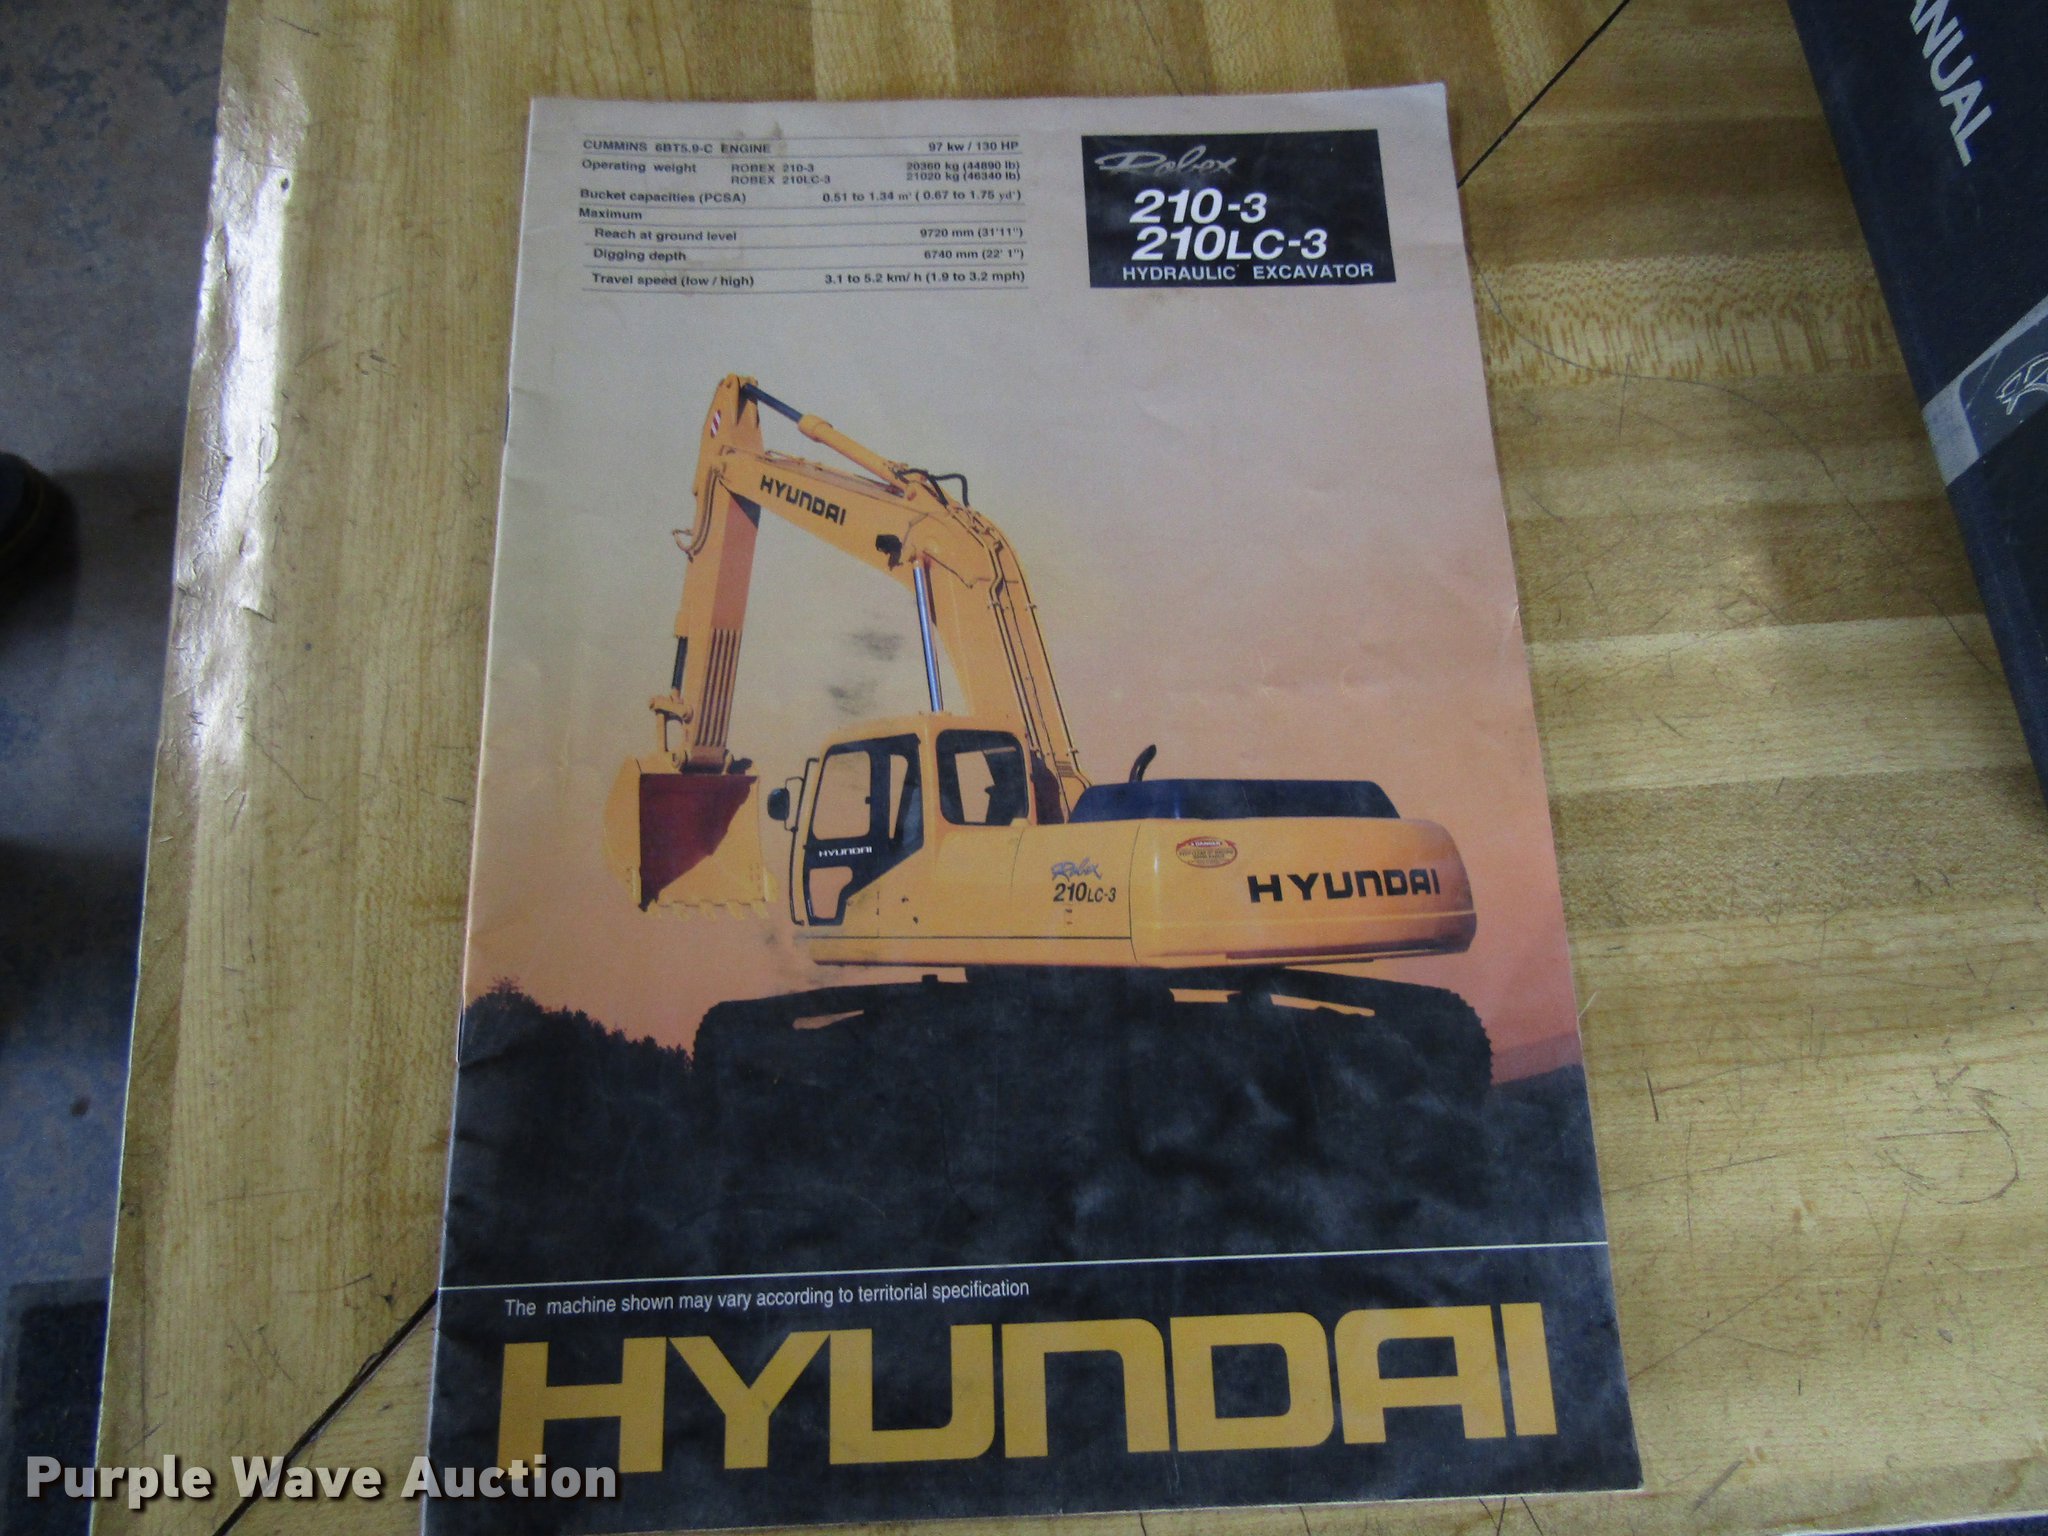 CUMMINS 6BT5.9-C ENGINE 97 kw / 130 HP
Operating weight ROBEX 210-3 20360 kg (44890 lb)
ROBEX 210LC-3 21020 kg (46340 lb)
Bucket capacities (PCSA) 0.51 to 1.34 m³ ( 0.67 to 1.75 yd³)
Maximum
Reach at ground level 9720 mm (31'11")
Digging depth 6740 mm (22' 1")
Travel speed (low / high) 3.1 to 5.2 km/ h (1.9 to 3.2 mph)
Robex
210-3
210LC-3
HYDRAULIC EXCAVATOR
ANUAL
HYUNDAI
HYUNDAI
Robex
210LC-3
DANGER
HYUNDAI
The machine shown may vary according to territorial specification
HYUNDAI
Purple Wave Auction